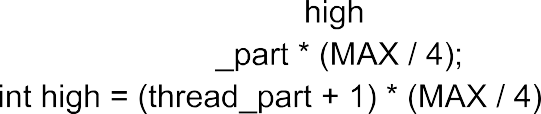 high
_part * (MAX / 4);
int high = (thread_part + 1) * (MAX / 4)